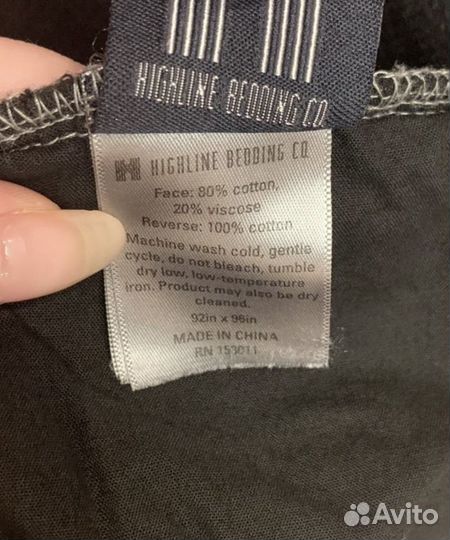 HIGHLINE BEDDING CO.
HIGHLINE BEDDING CO.
Face: 80% cotton,
20% viscose
Reverse: 100% cotton
Machine wash cold, gentle
cycle, do not bleach, tumble
dry low, low-temperature
iron. Product may also be dry
cleaned.
92in x 96in
MADE IN CHINA
RN 153011
Avito